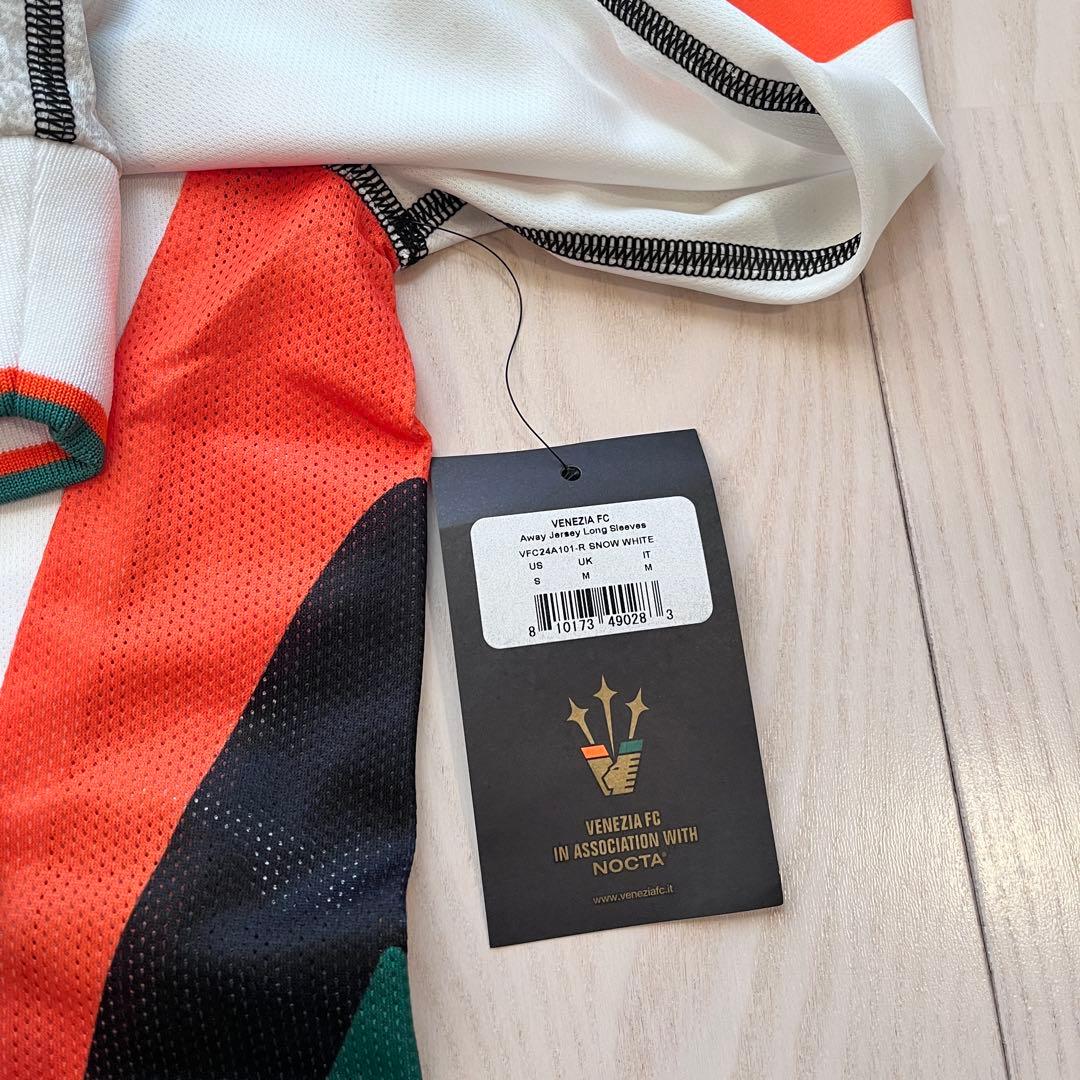 VENEZIA FC
Away Jersey Long Sleeves
VFC24A101-R SNOW WHITE
US UK IT
S M M
8 10173 49028 3
VENEZIA FC
IN ASSOCIATION WITH
NOCTA®
www.veneziafc.it